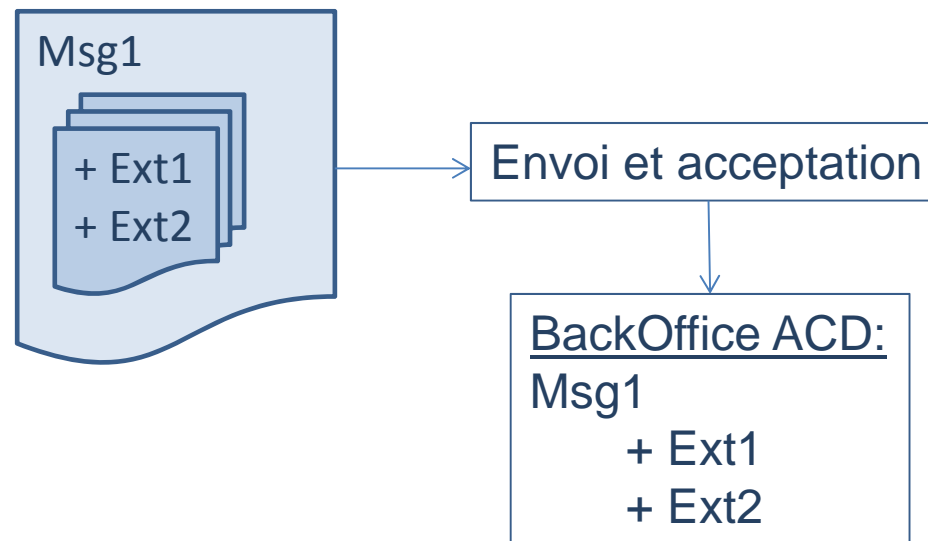 Msg1
+ Ext1
+ Ext2
Envoi et acceptation
BackOffice ACD:
Msg1
+ Ext1
+ Ext2